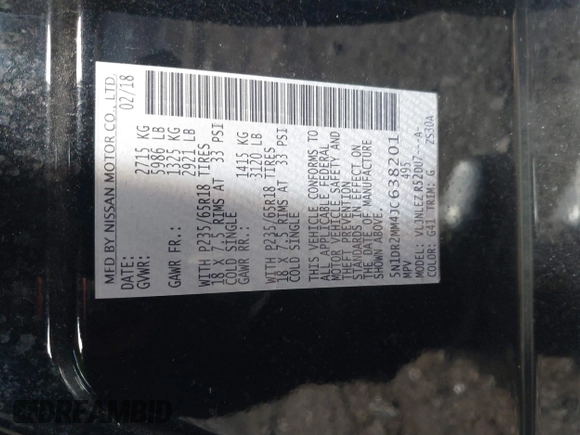 MFD BY NISSAN MOTOR CO., LTD.
DATE: 02/18
GVWR: 2715 KG
5986 LB
GAWR FR.: 1325 KG
2921 LB
WITH P235/65R18 TIRES
18 X 7.5 RIMS AT 33 PSI
COLD SINGLE
GAWR RR.: 1415 KG
3120 LB
WITH P235/65R18 TIRES
18 X 7.5 RIMS AT 33 PSI
COLD SINGLE
THIS VEHICLE CONFORMS TO
ALL APPLICABLE FEDERAL
MOTOR VEHICLE SAFETY AND
THEFT PREVENTION
STANDARDS IN EFFECT ON
THE DATE OF MANUFACTURE
SHOWN ABOVE.
5N1DR2MM4JC638201
MPV 495
MODEL: VLJNLEZ R52UU7---A
COLOR: G41 TRIM: G ZS30A
DREAMBID